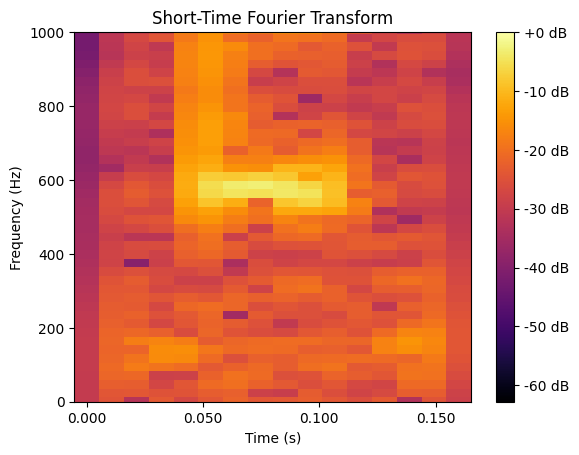 Short-Time Fourier Transform
1000
800
600
400
200
0
Frequency (Hz)
0.000
0.050
0.100
0.150
Time (s)
+0 dB
-10 dB
-20 dB
-30 dB
-40 dB
-50 dB
-60 dB